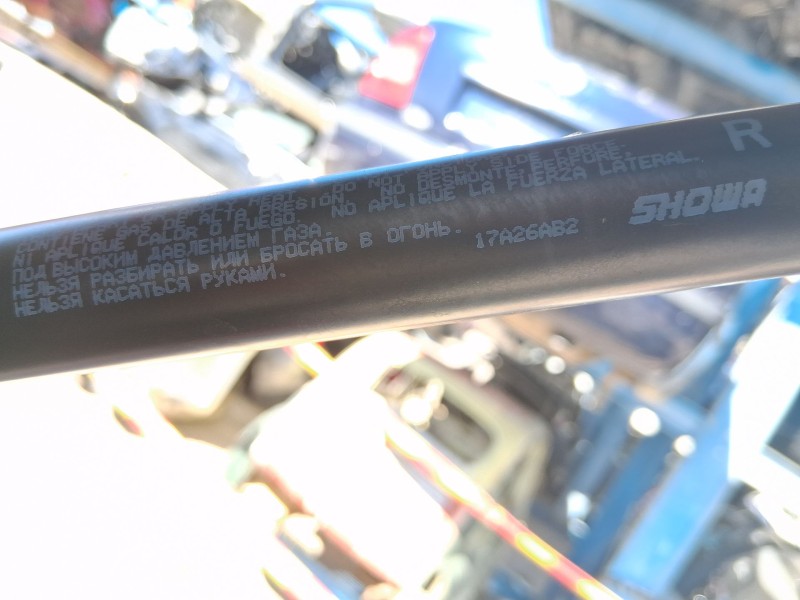 DO NOT APPLY SIDE FORCE.
CONTIENE GAS DE ALTA NO DESMONTE.
NI APLIQUE CALOR O FUEGO. NO APLIQUE LA FUERZA LATERAL.
ПОД ВЫСОКИМ ДАВЛЕНИЕМ ГАЗА.
НЕЛЬЗЯ РАЗБИРАТЬ ИЛИ БРОСАТЬ В ОГОНЬ.
НЕЛЬЗЯ КАСАТЬСЯ РУКАМИ.
17A26AB2
SHOWA
R